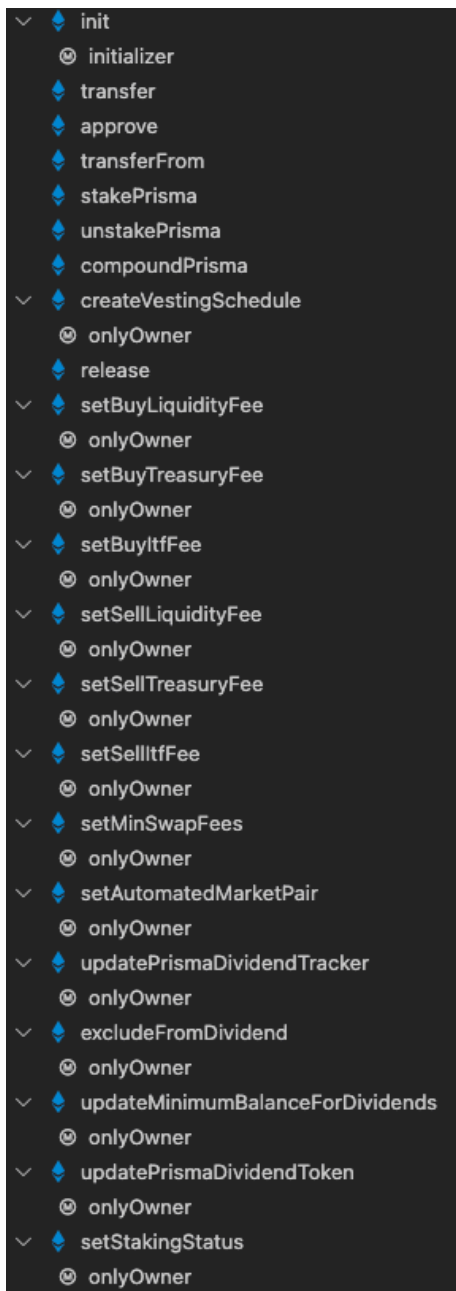 init
initializer
transfer
approve
transferFrom
stakePrisma
unstakePrisma
compoundPrisma
createVestingSchedule
onlyOwner
release
setBuyLiquidityFee
onlyOwner
setBuyTreasuryFee
onlyOwner
setBuyItfFee
onlyOwner
setSellLiquidityFee
onlyOwner
setSellTreasuryFee
onlyOwner
setSellItfFee
onlyOwner
setMinSwapFees
onlyOwner
setAutomatedMarketPair
onlyOwner
updatePrismaDividendTracker
onlyOwner
excludeFromDividend
onlyOwner
updateMinimumBalanceForDividends
onlyOwner
updatePrismaDividendToken
onlyOwner
setStakingStatus
onlyOwner